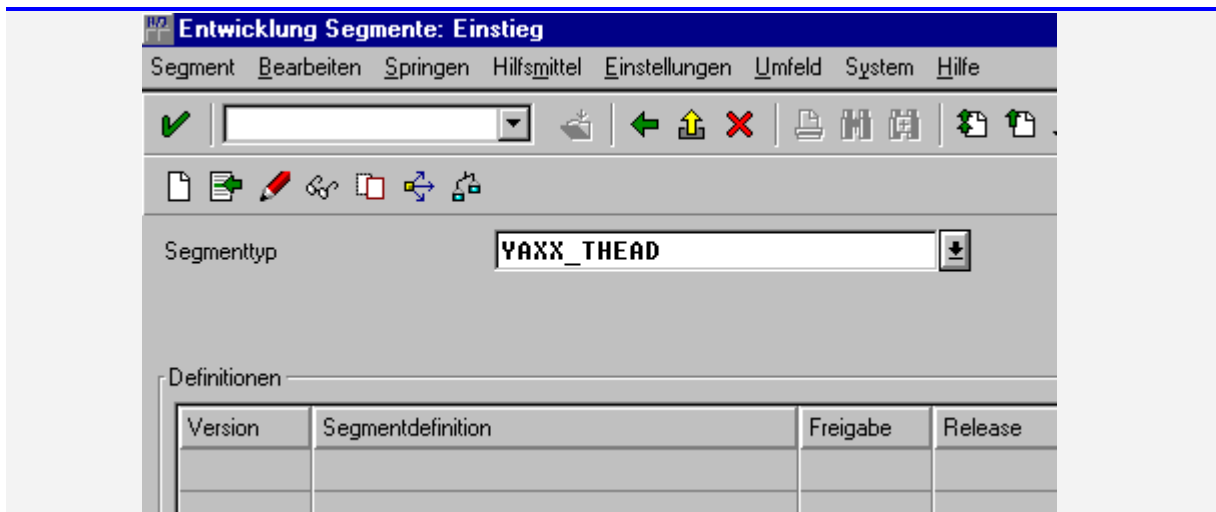 Entwicklung Segmente: Einstieg
Segment Bearbeiten Springen Hilfsmittel Einstellungen Umfeld System Hilfe
Segmenttyp YAXX_THEAD
Definitionen
Version Segmentdefinition Freigabe Release